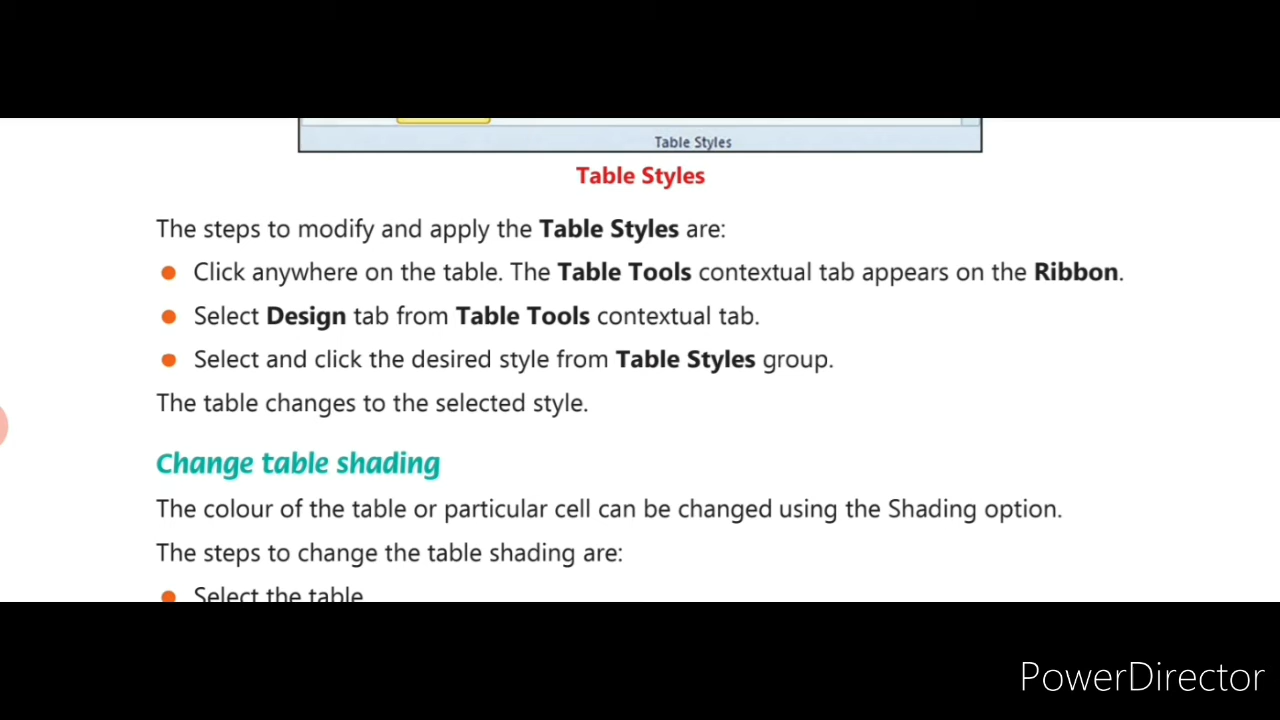 Table Styles
Table Styles
The steps to modify and apply the Table Styles are:
● Click anywhere on the table. The Table Tools contextual tab appears on the Ribbon.
● Select Design tab from Table Tools contextual tab.
● Select and click the desired style from Table Styles group.
The table changes to the selected style.
Change table shading
The colour of the table or particular cell can be changed using the Shading option.
The steps to change the table shading are:
● Select the table
PowerDirector